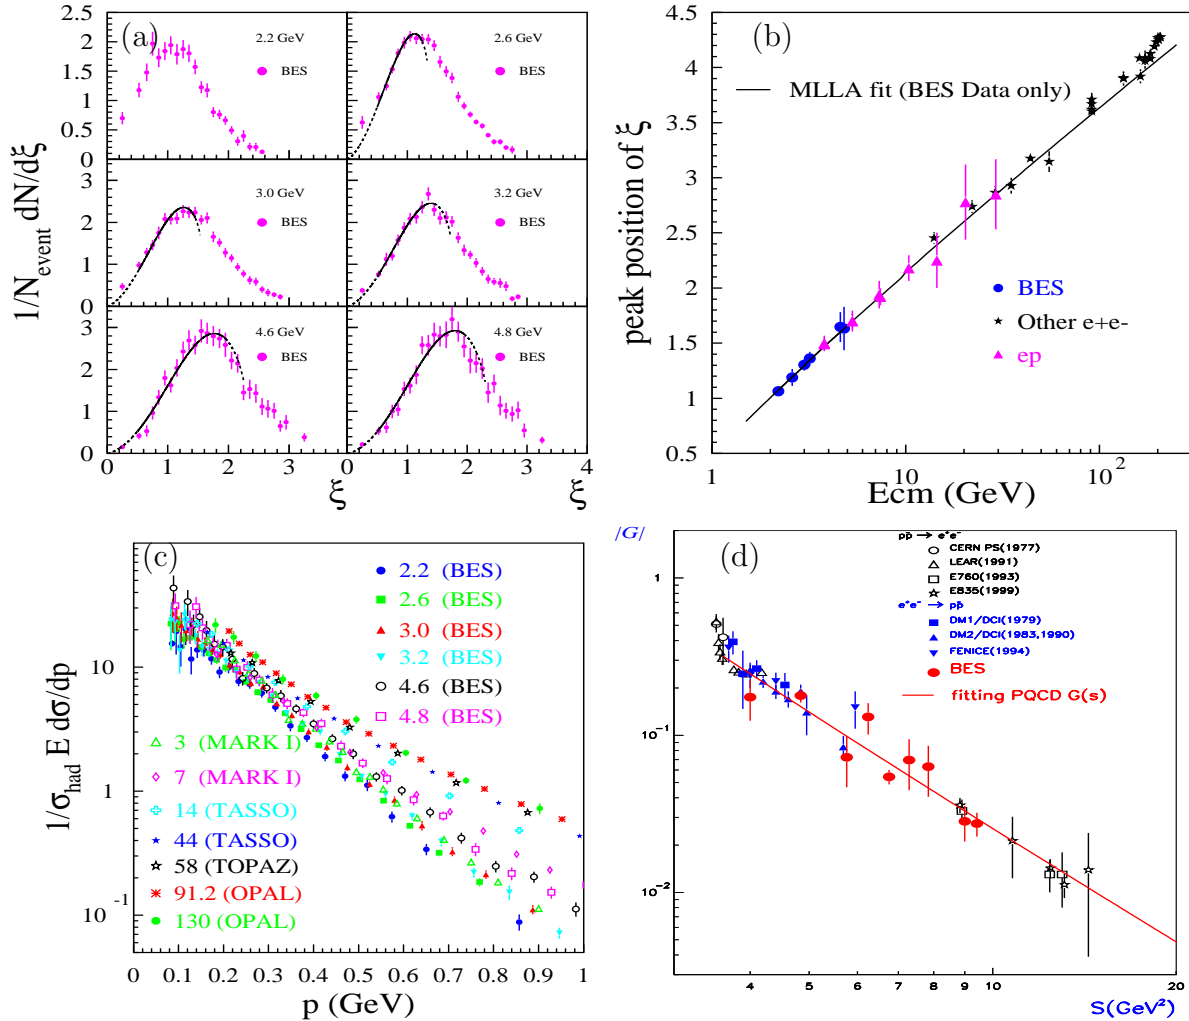 (a)
2.2 GeV
BES
2.6 GeV
BES
3.0 GeV
BES
3.2 GeV
BES
4.6 GeV
BES
4.8 GeV
BES
1/N_event dN/dξ
0
0.5
1
1.5
2
2.5
0
1
2
3
0
1
2
3
0
1
2
3
0
1
2
3
4
ξ
ξ
(b)
MLLA fit (BES Data only)
BES
Other e+e-
ep
peak position of ξ
0.5
1
1.5
2
2.5
3
3.5
4
4.5
1
10
10^2
Ecm (GeV)
(c)
2.2 (BES)
2.6 (BES)
3.0 (BES)
3.2 (BES)
4.6 (BES)
4.8 (BES)
3 (MARK I)
7 (MARK I)
14 (TASSO)
44 (TASSO)
58 (TOPAZ)
91.2 (OPAL)
130 (OPAL)
1/σ_had E dσ/dp
10
1
10^-1
0
0.1
0.2
0.3
0.4
0.5
0.6
0.7
0.8
0.9
1
p (GeV)
/G/
(d)
pp̄ → e⁺e⁻
CERN PS(1977)
LEAR(1991)
E760(1993)
E835(1999)
e⁺e⁻ → pp̄
DM1/DCI(1979)
DM2/DCI(1983,1990)
FENICE(1994)
BES
fitting PQCD G(s)
1
10^-1
10^-2
4
5
6
7
8
9
10
20
S(GeV²)